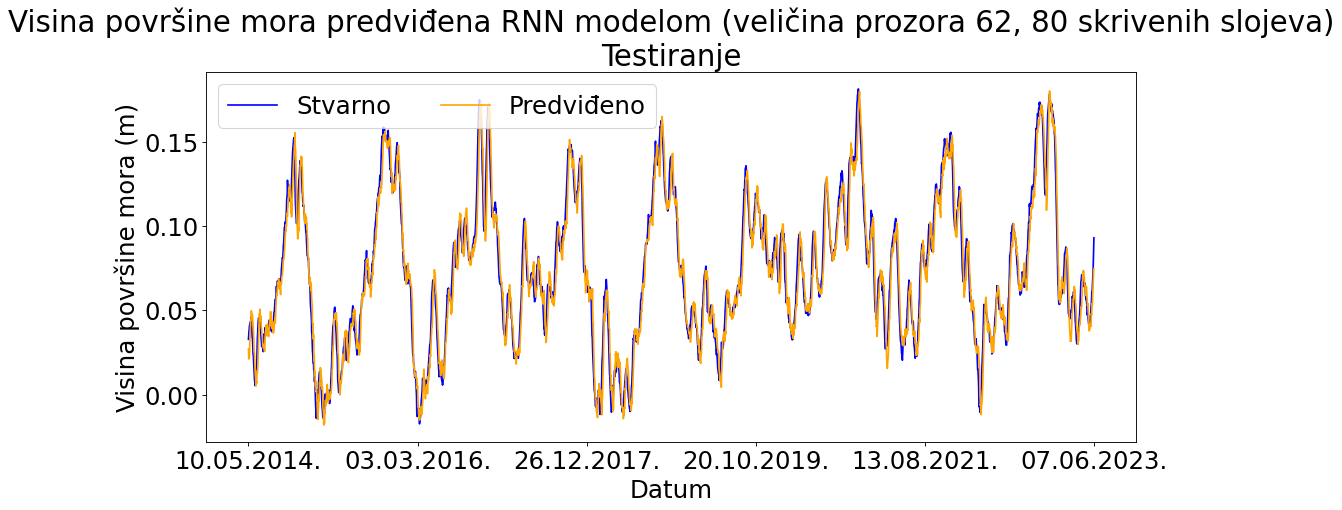 Visina površine mora predviđena RNN modelom (veličina prozora 62, 80 skrivenih slojeva)
Testiranje
Stvarno Predviđeno
Visina površine mora (m)
0.15
0.10
0.05
0.00
10.05.2014. 03.03.2016. 26.12.2017. 20.10.2019. 13.08.2021. 07.06.2023.
Datum